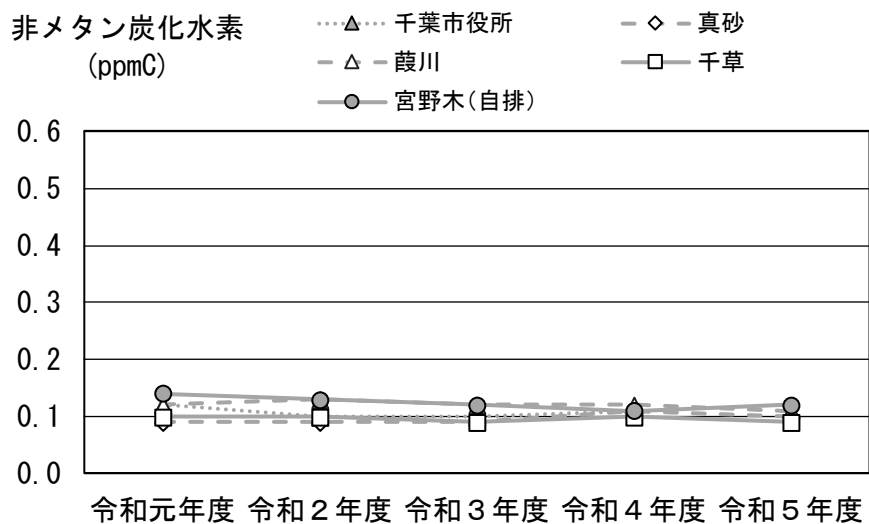 非メタン炭化水素
(ppmC)
千葉市役所
真砂
葭川
千草
宮野木(自排)
0.6
0.5
0.4
0.3
0.2
0.1
0.0
令和元年度 令和２年度 令和３年度 令和４年度 令和５年度